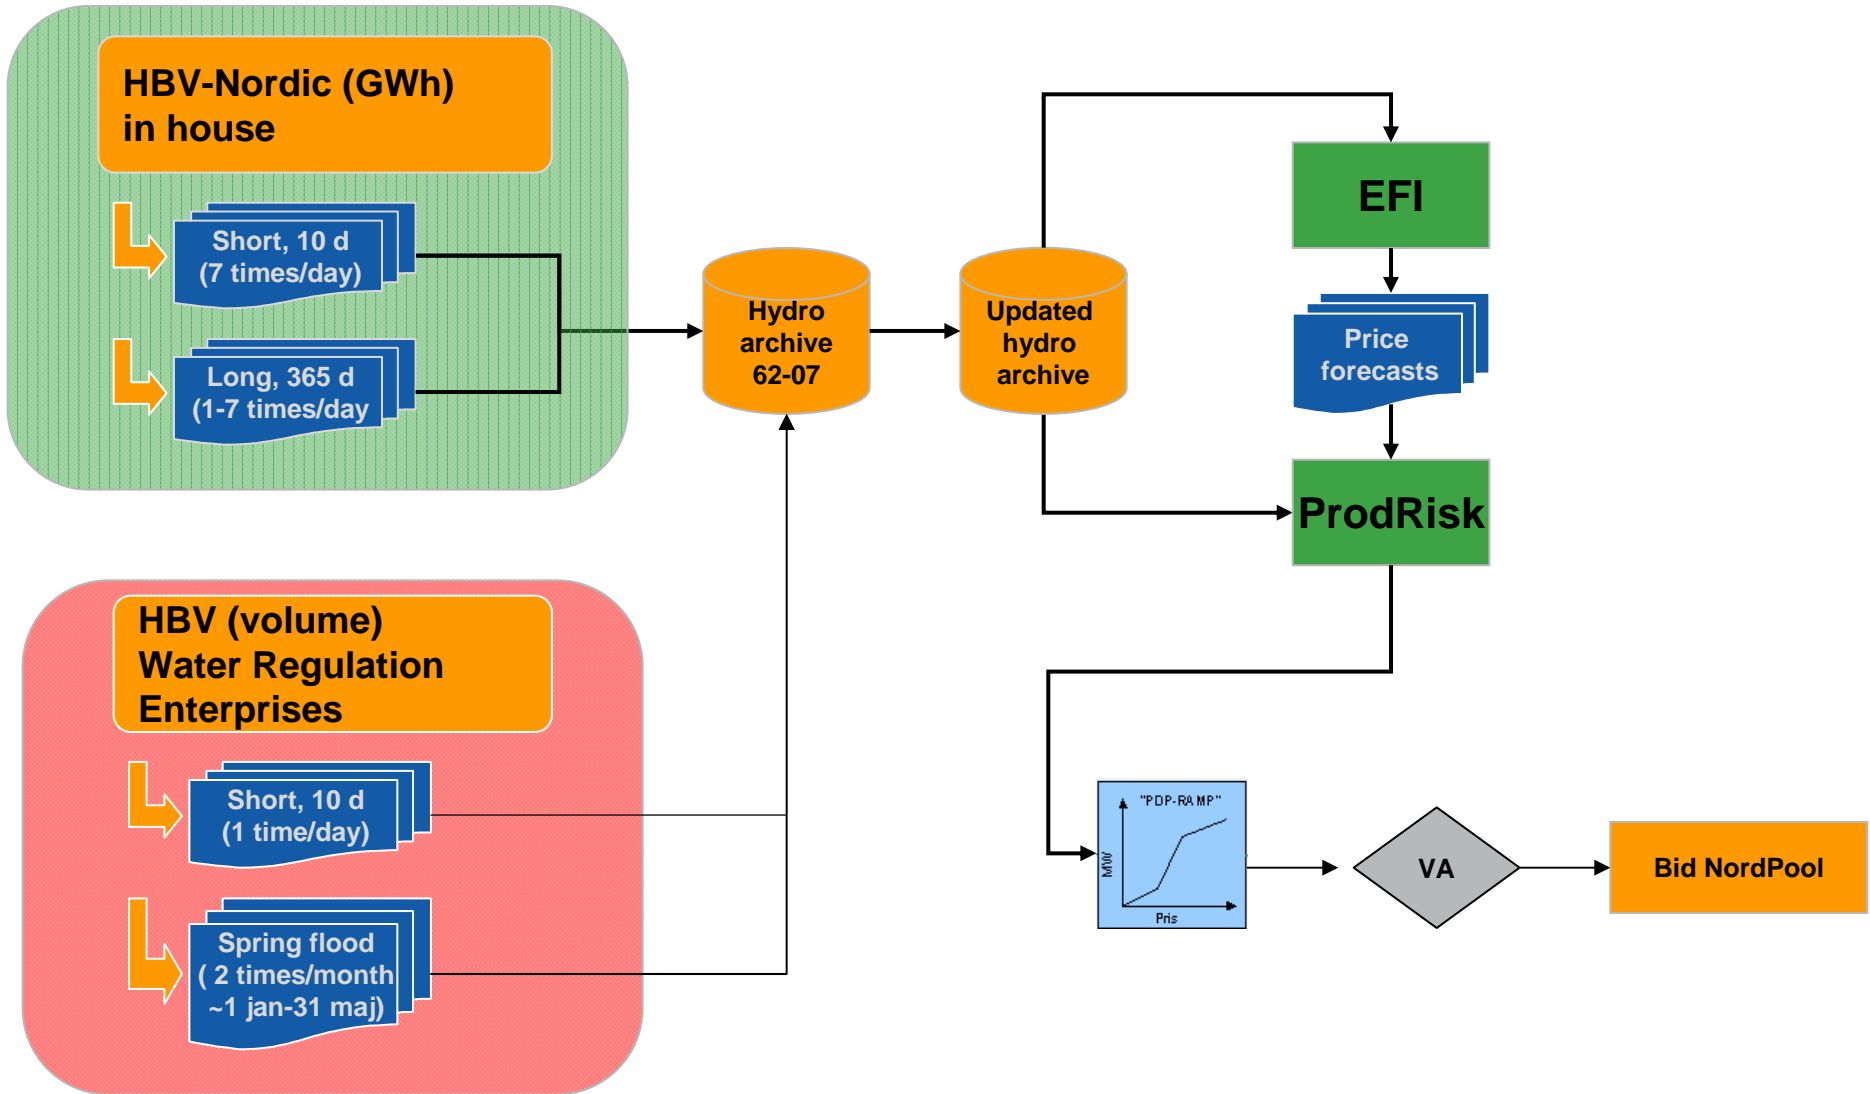 HBV-Nordic (GWh)
in house
Short, 10 d
(7 times/day)
Long, 365 d
(1-7 times/day
HBV (volume)
Water Regulation
Enterprises
Short, 10 d
(1 time/day)
Spring flood
( 2 times/month
~1 jan-31 maj)
Hydro
archive
62-07
Updated
hydro
archive
EFI
Price
forecasts
ProdRisk
"PDP-RAMP"
MW
Pris
VA
Bid NordPool